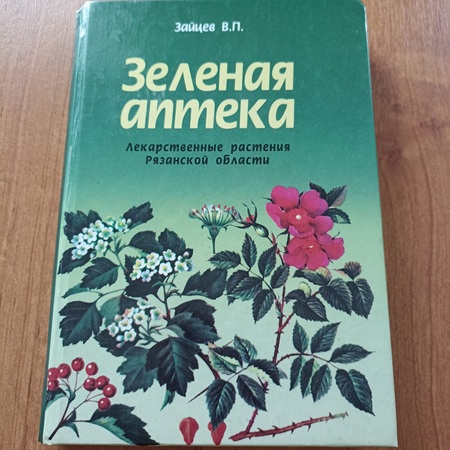 Зайцев В.П.
Зеленая
аптека
Лекарственные растения
Рязанской области